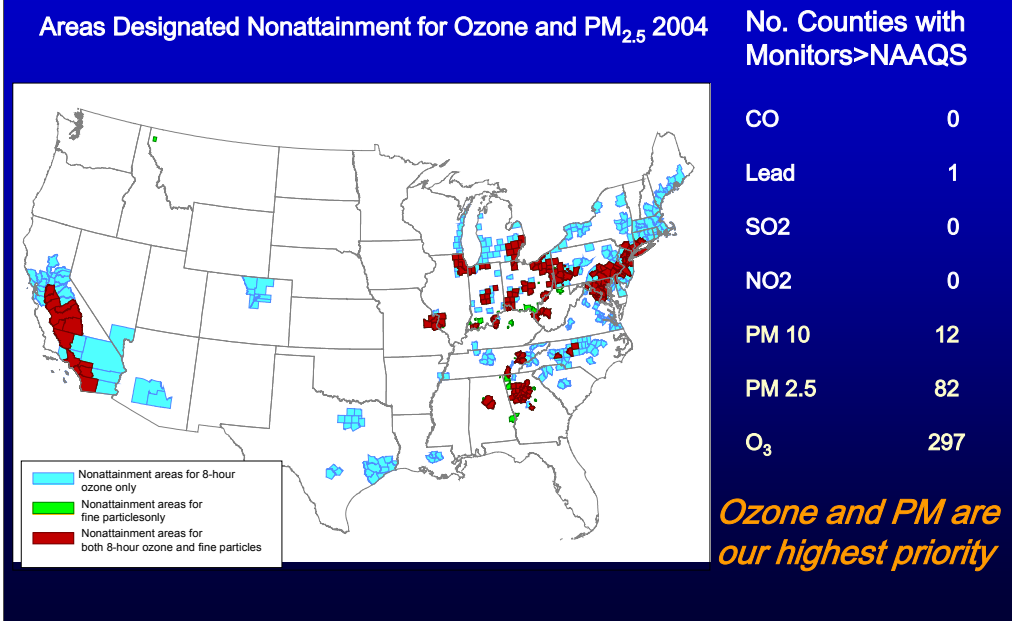 Areas Designated Nonattainment for Ozone and PM2.5 2004
No. Counties with
Monitors>NAAQS
CO 0
Lead 1
SO2 0
NO2 0
PM 10 12
PM 2.5 82
O3 297
Nonattainment areas for 8-hour
ozone only
Nonattainment areas for
fine particlesonly
Nonattainment areas for
both 8-hour ozone and fine particles
Ozone and PM are
our highest priority